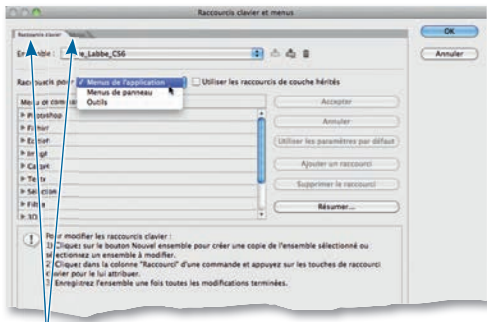 Raccourcis clavier et menus
Raccourcis clavier Menus
Ensemble : Labbe_CS6
OK
Annuler
Raccourcis pour : Menus de l'application
Utiliser les raccourcis de couche hérités
Menus de panneau
Outils
Menu et comman
Accepter
Photoshop
Annuler
Fichier
Edition
Utiliser les paramètres par défaut
Image
Calque
Ajouter un raccourci
Texte
Supprimer le raccourci
Sélection
Filtre
Résumer...
3D
Pour modifier les raccourcis clavier :
1) Cliquez sur le bouton Nouvel ensemble pour créer une copie de l'ensemble sélectionné ou
sélectionnez un ensemble à modifier.
2) Cliquez dans la colonne "Raccourci" d'une commande et appuyez sur les touches de raccourci
clavier pour le lui attribuer.
3) Enregistrez l'ensemble une fois toutes les modifications terminées.